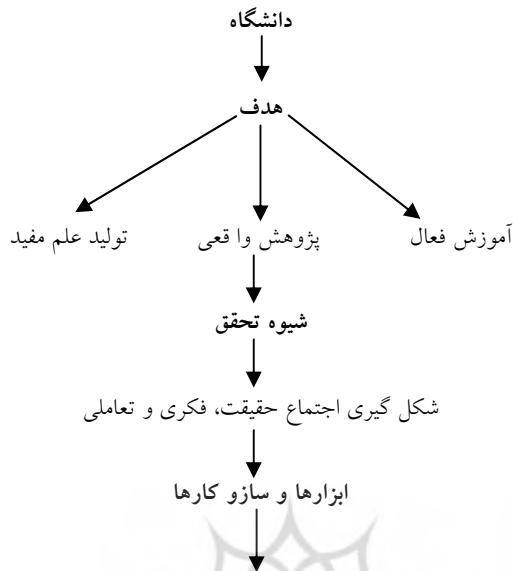 دانشگاه
هدف
آموزش فعال
پژوهش وا قعی
تولید علم مفید
شیوه تحقق
شکل گیری اجتماع حقیقت، فکری و تعاملی
ابزارها و سازو کارها